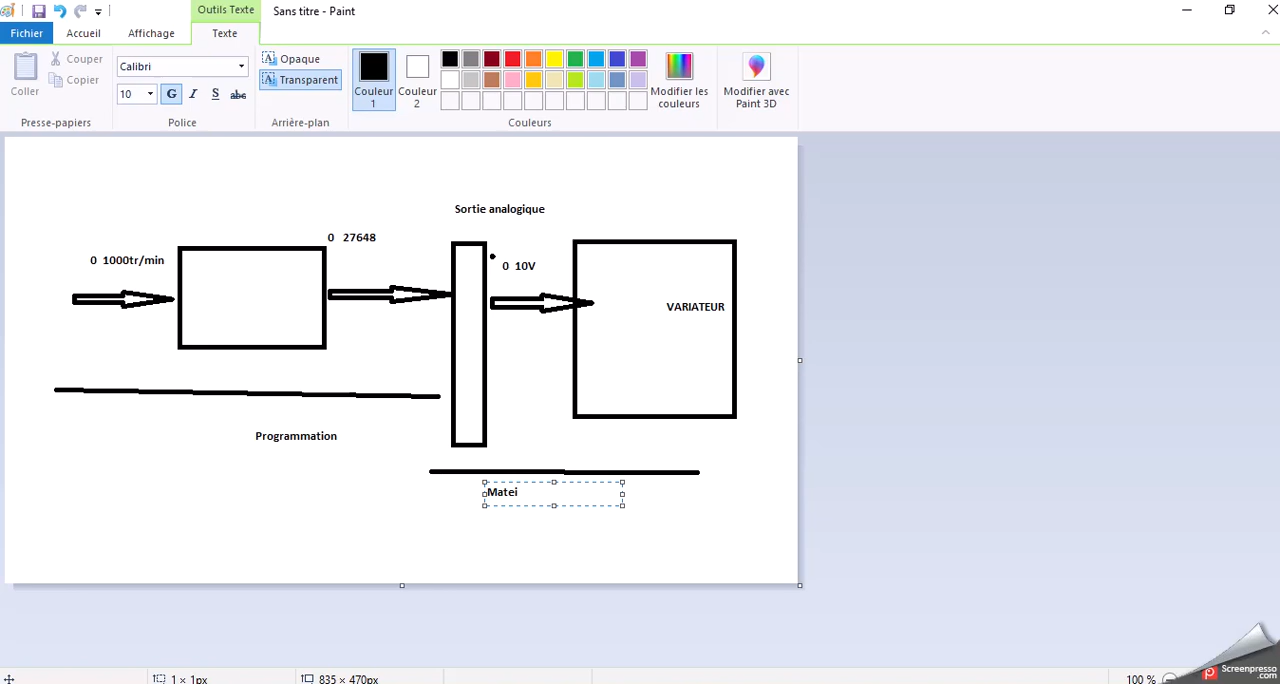 Outils Texte
Sans titre - Paint
Fichier
Accueil
Affichage
Texte
Coller
Couper
Copier
Presse-papiers
Calibri
10
G I S abc
Police
Opaque
Transparent
Arrière-plan
Couleur 1
Couleur 2
Couleurs
Modifier les couleurs
Modifier avec Paint 3D
Sortie analogique
0 27648
0 1000tr/min
0 10V
VARIATEUR
Programmation
Matei
1 × 1px
835 × 470px
100 %
Screenpresso
.com